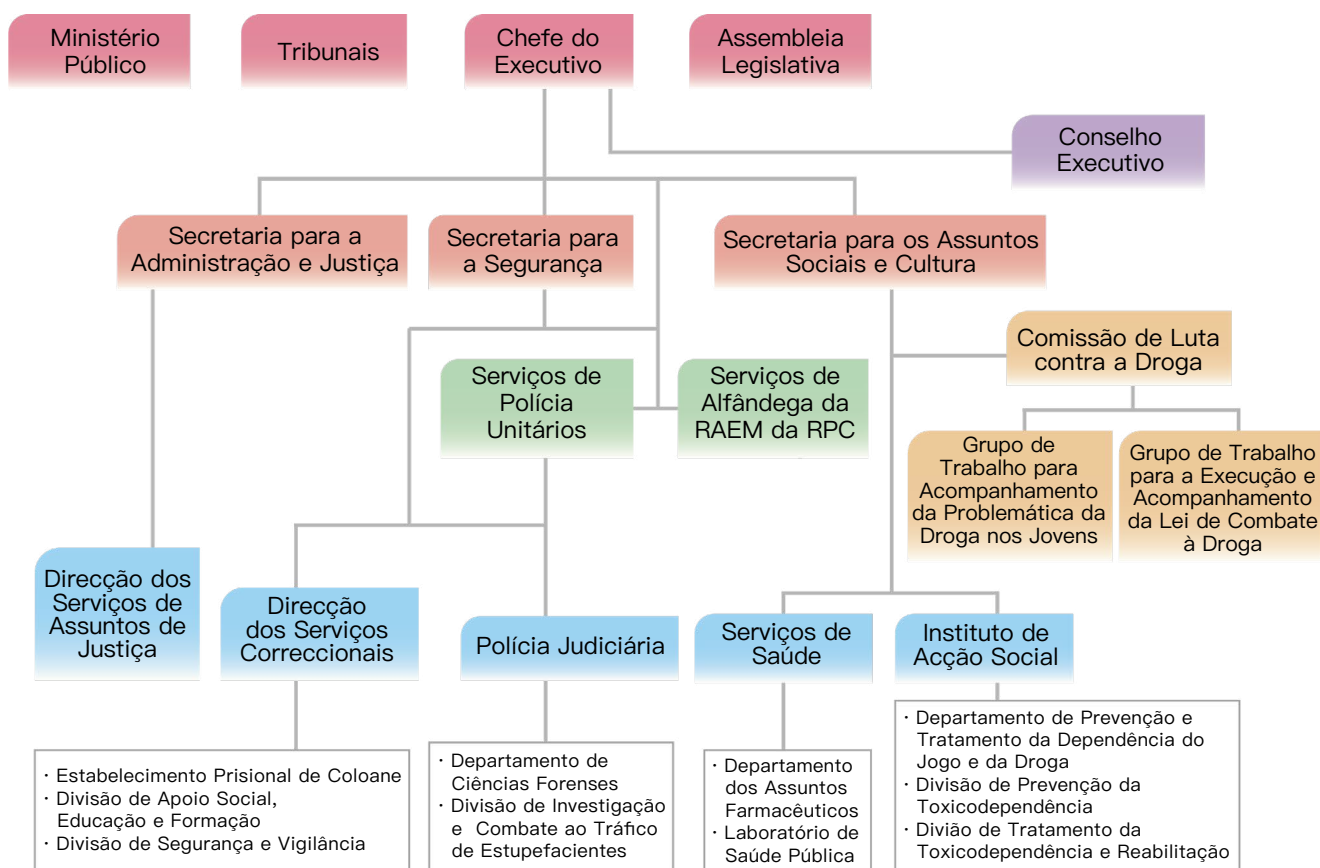 Ministério
Público
Tribunais
Chefe do
Executivo
Assembleia
Legislativa
Conselho
Executivo
Secretaria para a
Administração e Justiça
Secretaria para
a Segurança
Secretaria para os Assuntos
Sociais e Cultura
Comissão de Luta
contra a Droga
Serviços de
Polícia
Unitários
Serviços de
Alfândega da
RAEM da RPC
Grupo de
Trabalho para
Acompanhamento
da Problemática da
Droga nos Jovens
Grupo de Trabalho
para a Execução e
Acompanhamento
da Lei de Combate
à Droga
Direcção dos
Serviços de
Assuntos de
Justiça
Direcção
dos Serviços
Correccionais
Polícia Judiciária
Serviços de
Saúde
Instituto de
Acção Social
· Estabelecimento Prisional de Coloane
· Divisão de Apoio Social,
Educação e Formação
· Divisão de Segurança e Vigilância
· Departamento de
Ciências Forenses
· Divisão de Investigação
e Combate ao Tráfico
de Estupefacientes
· Departamento
dos Assuntos
Farmacêuticos
· Laboratório de
Saúde Pública
· Departamento de Prevenção e
Tratamento da Dependência do
Jogo e da Droga
· Divisão de Prevenção da
Toxicodependência
· Divião de Tratamento da
Toxicodependência e Reabilitação